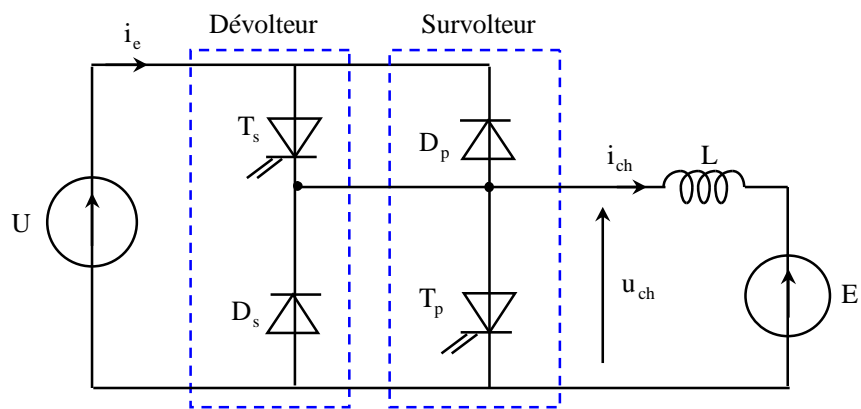 Dévolteur
Survolteur
i_e
T_s
D_p
i_ch
L
U
D_s
T_p
u_ch
E